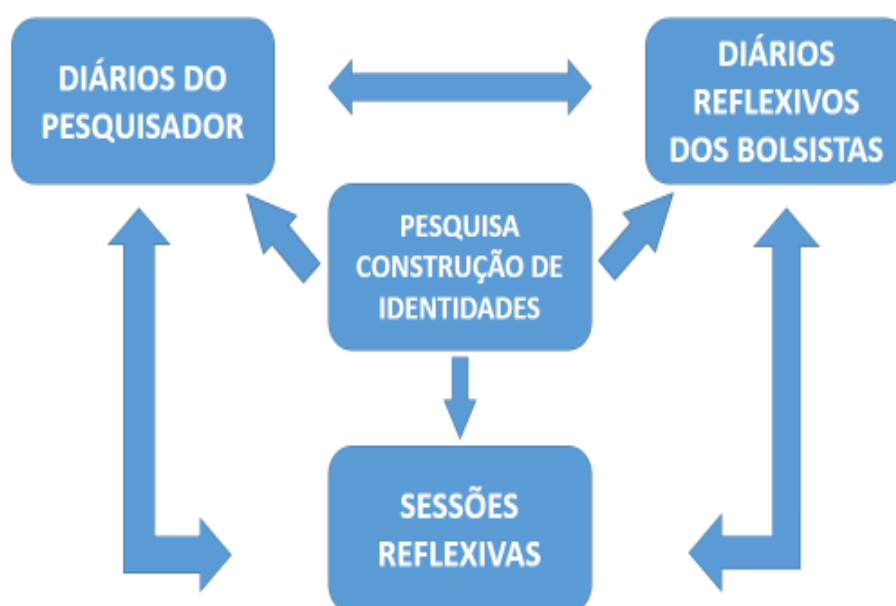 DIÁRIOS DO
PESQUISADOR
DIÁRIOS
REFLEXIVOS
DOS BOLSISTAS
PESQUISA
CONSTRUÇÃO DE
IDENTIDADES
SESSÕES
REFLEXIVAS